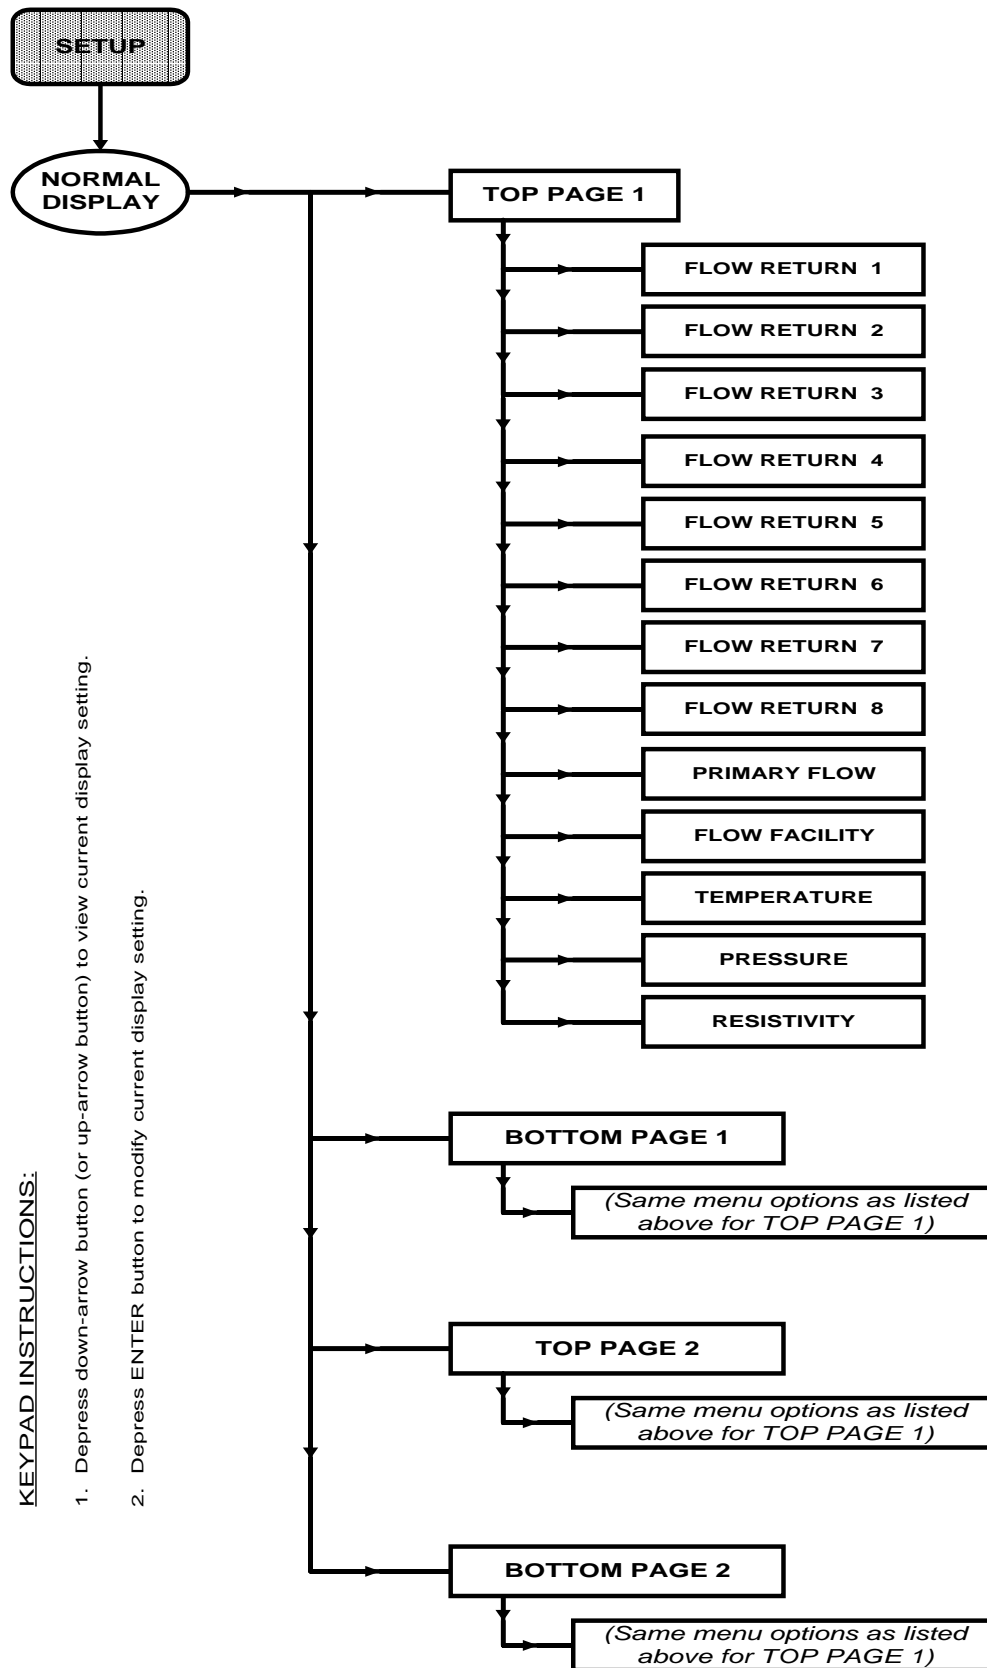 SETUP
NORMAL
DISPLAY
TOP PAGE 1
FLOW RETURN 1
FLOW RETURN 2
FLOW RETURN 3
FLOW RETURN 4
FLOW RETURN 5
FLOW RETURN 6
FLOW RETURN 7
FLOW RETURN 8
PRIMARY FLOW
FLOW FACILITY
TEMPERATURE
PRESSURE
RESISTIVITY
BOTTOM PAGE 1
(Same menu options as listed
above for TOP PAGE 1)
TOP PAGE 2
(Same menu options as listed
above for TOP PAGE 1)
BOTTOM PAGE 2
(Same menu options as listed
above for TOP PAGE 1)
KEYPAD INSTRUCTIONS:
1. Depress down-arrow button (or up-arrow button) to view current display setting.
2. Depress ENTER button to modify current display setting.